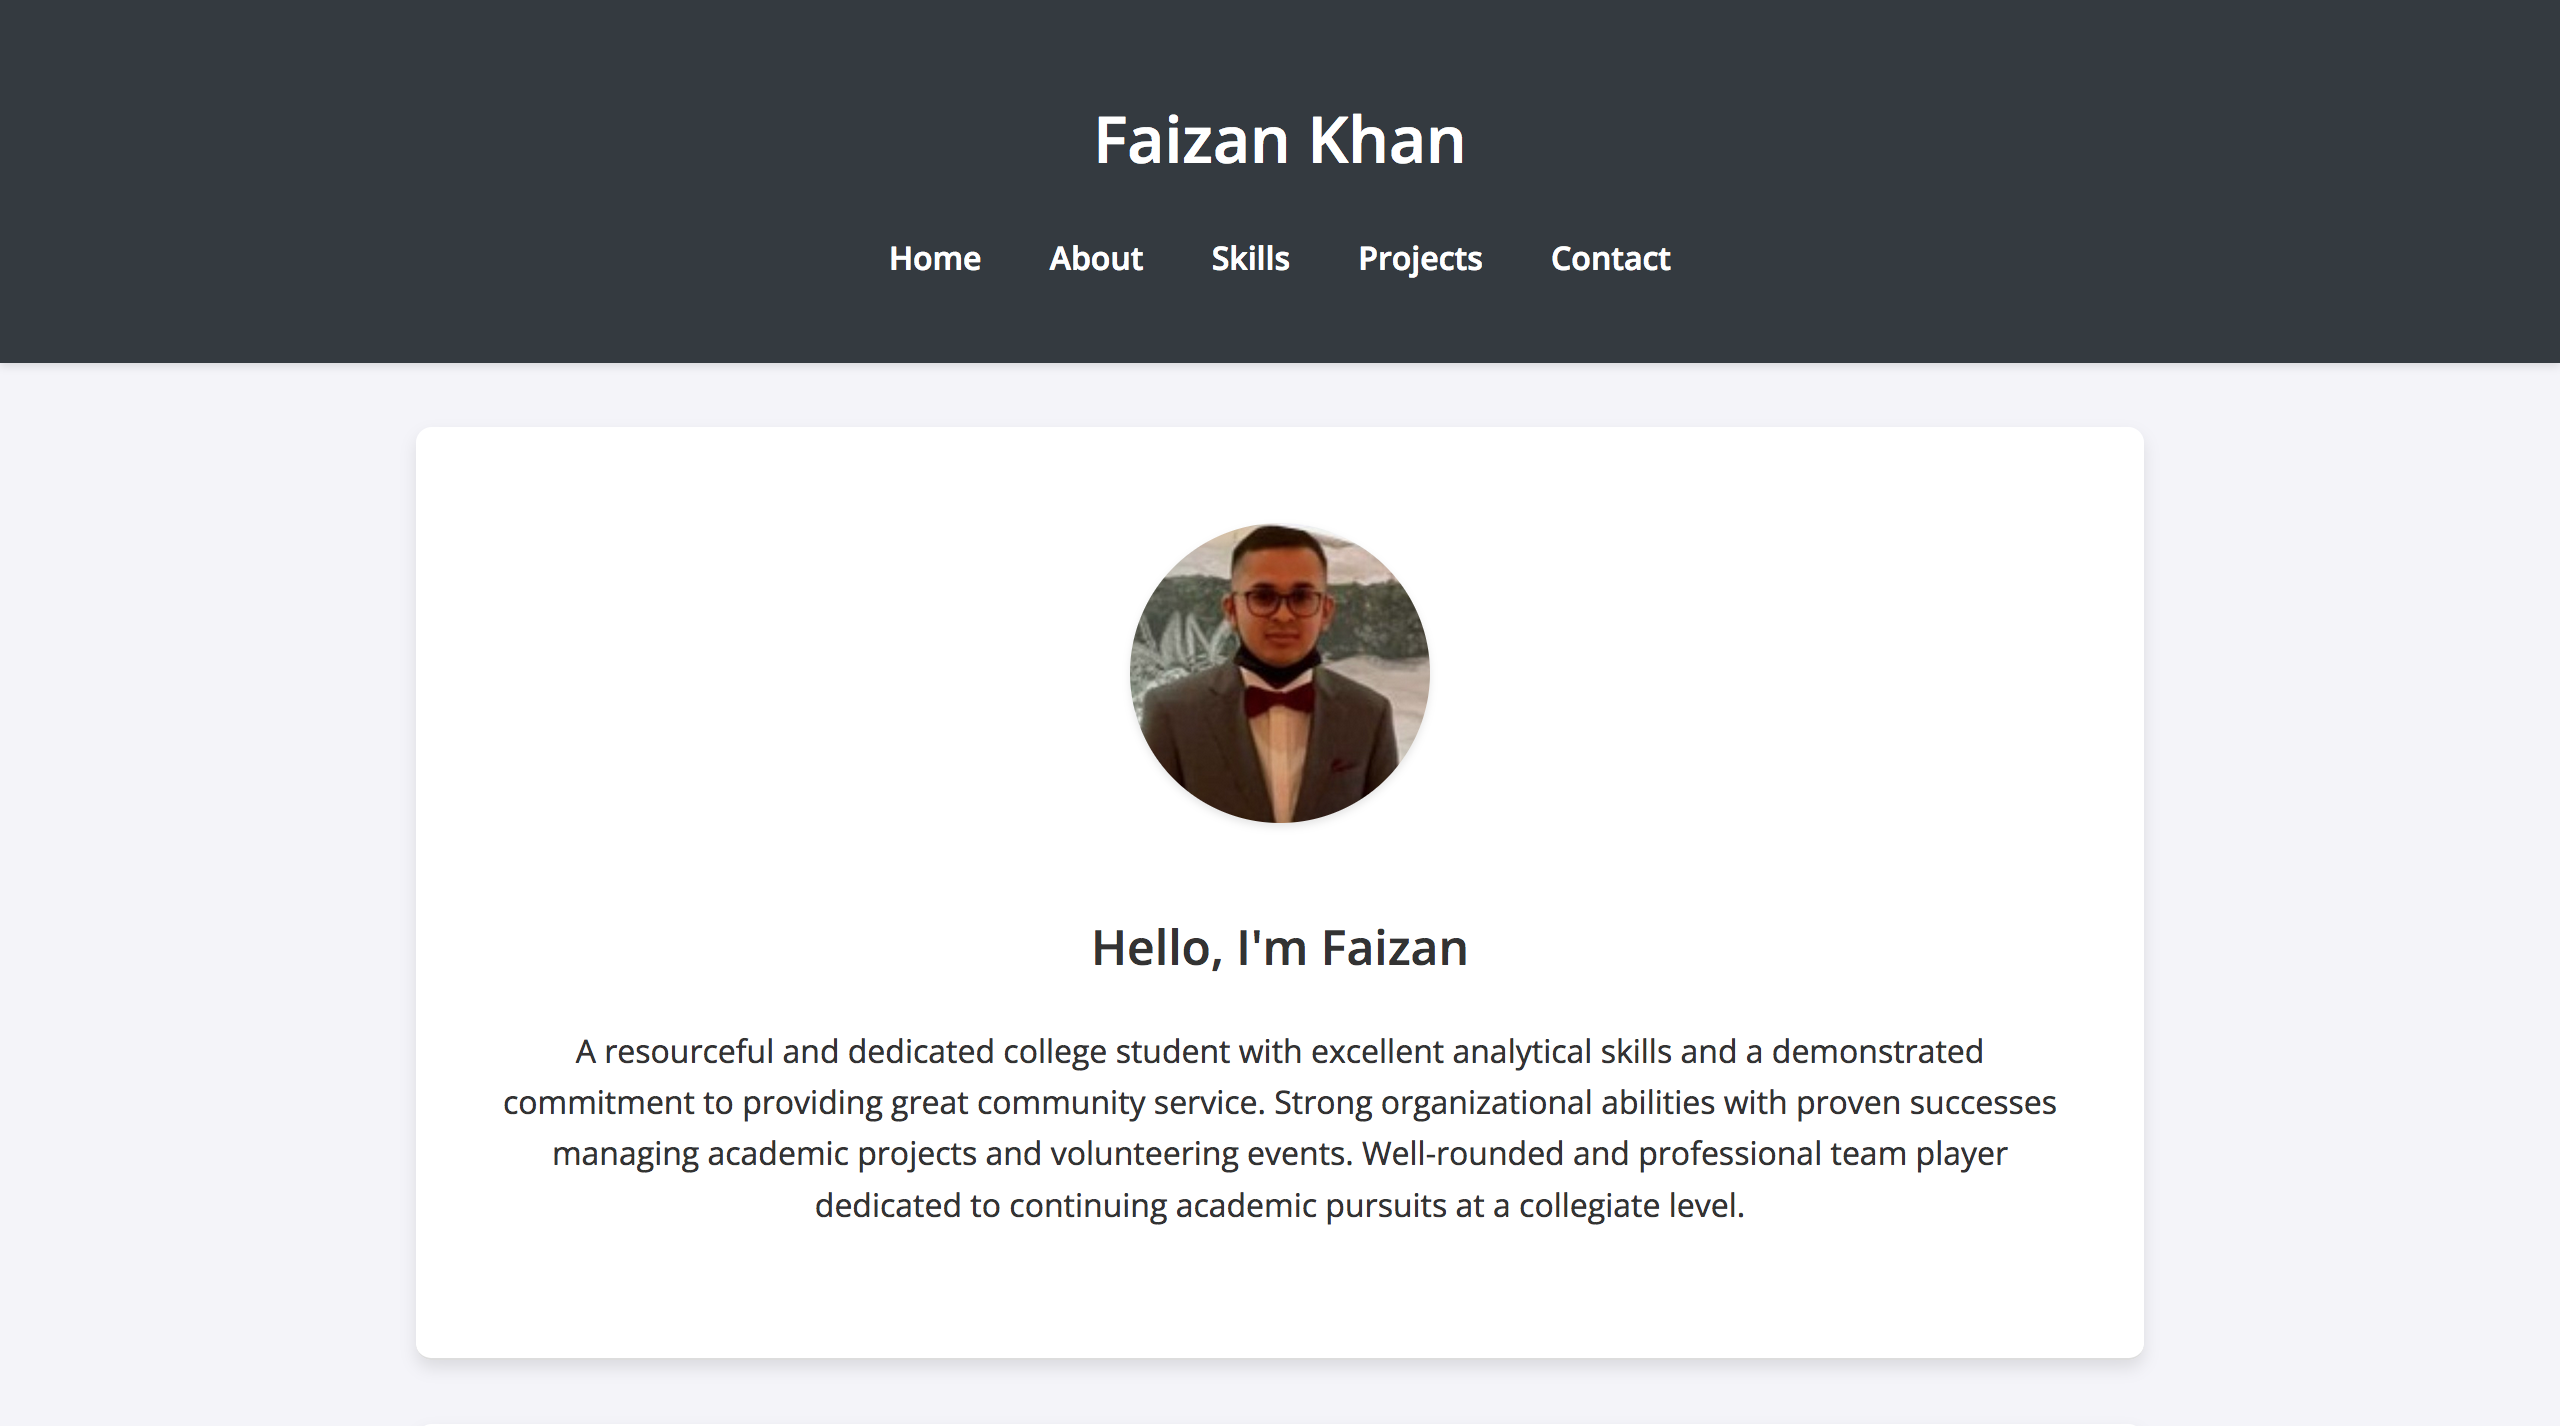 Faizan Khan
Home About Skills Projects Contact
Hello, I'm Faizan
A resourceful and dedicated college student with excellent analytical skills and a demonstrated
commitment to providing great community service. Strong organizational abilities with proven successes
managing academic projects and volunteering events. Well-rounded and professional team player
dedicated to continuing academic pursuits at a collegiate level.